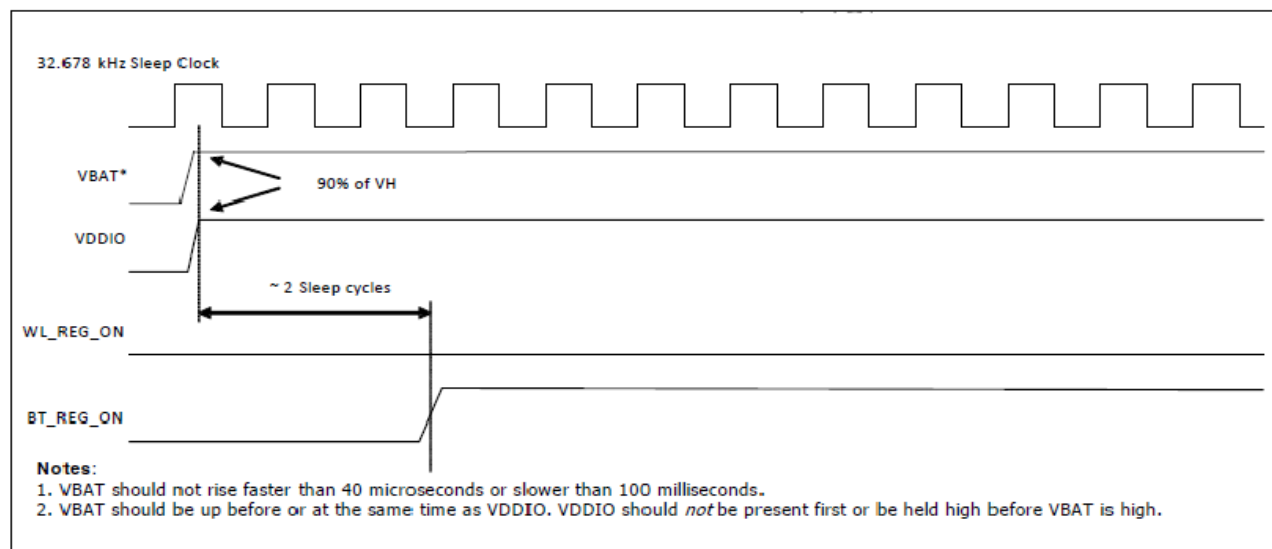 32.678 kHz Sleep Clock
VBAT*
90% of VH
VDDIO
~ 2 Sleep cycles
WL_REG_ON
BT_REG_ON
Notes:
1. VBAT should not rise faster than 40 microseconds or slower than 100 milliseconds.
2. VBAT should be up before or at the same time as VDDIO. VDDIO should not be present first or be held high before VBAT is high.